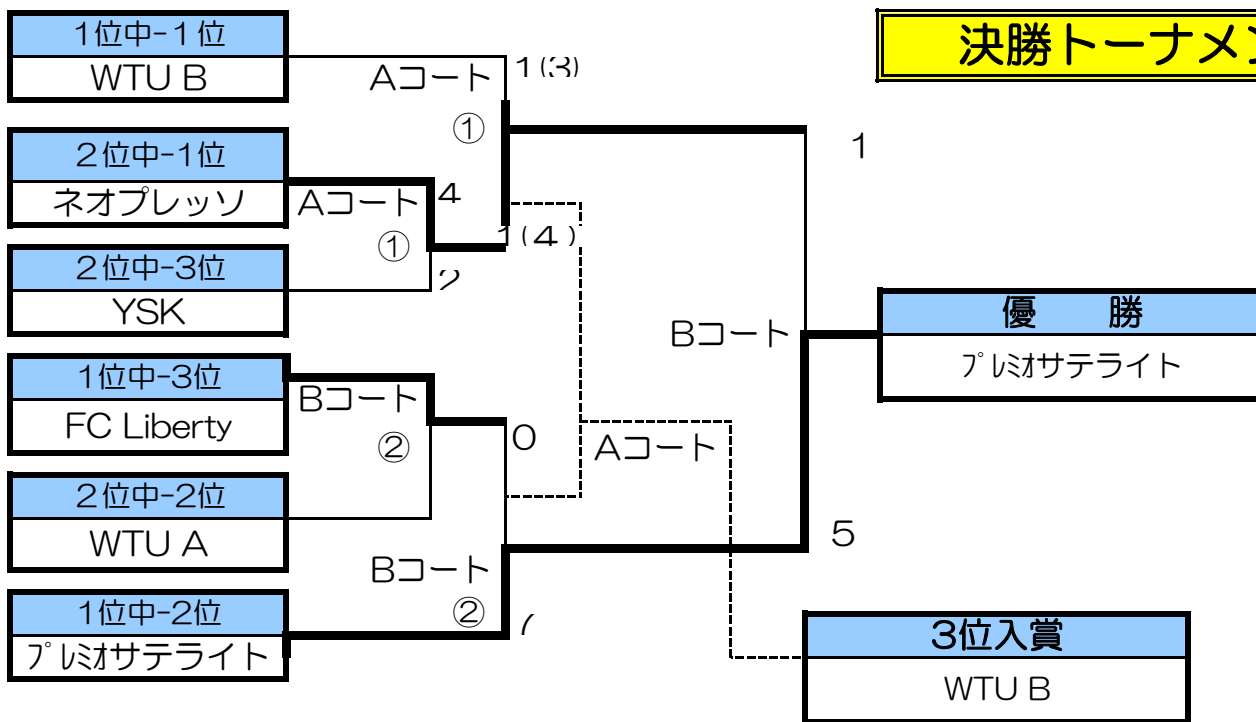 決勝トーナメン
1位中-1位
WTU B
Aコート
①
1(3)
2位中-1位
ネオプレッソ
Aコート
①
4
1(4)
2位中-3位
YSK
2
1位中-3位
FC Liberty
Bコート
②
0
2位中-2位
WTU A
Bコート
②
1位中-2位
プレミオサテライト
1
Bコート
5
優 勝
プレミオサテライト
Aコート
3位入賞
WTU B